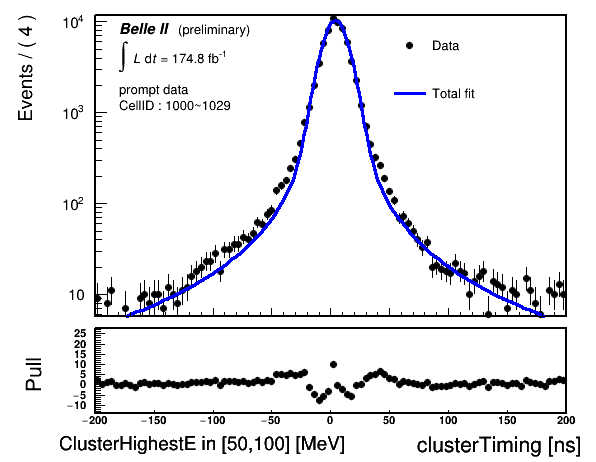 Events / ( 4 )
10⁴
10³
10²
10
Belle II (preliminary)
∫ L dt = 174.8 fb⁻¹
prompt data
CellID : 1000~1029
Data
Total fit
Pull
25
20
15
10
5
0
−5
−10
−200 −150 −100 −50 0 50 100 150 200
ClusterHighestE in [50,100] [MeV]
clusterTiming [ns]